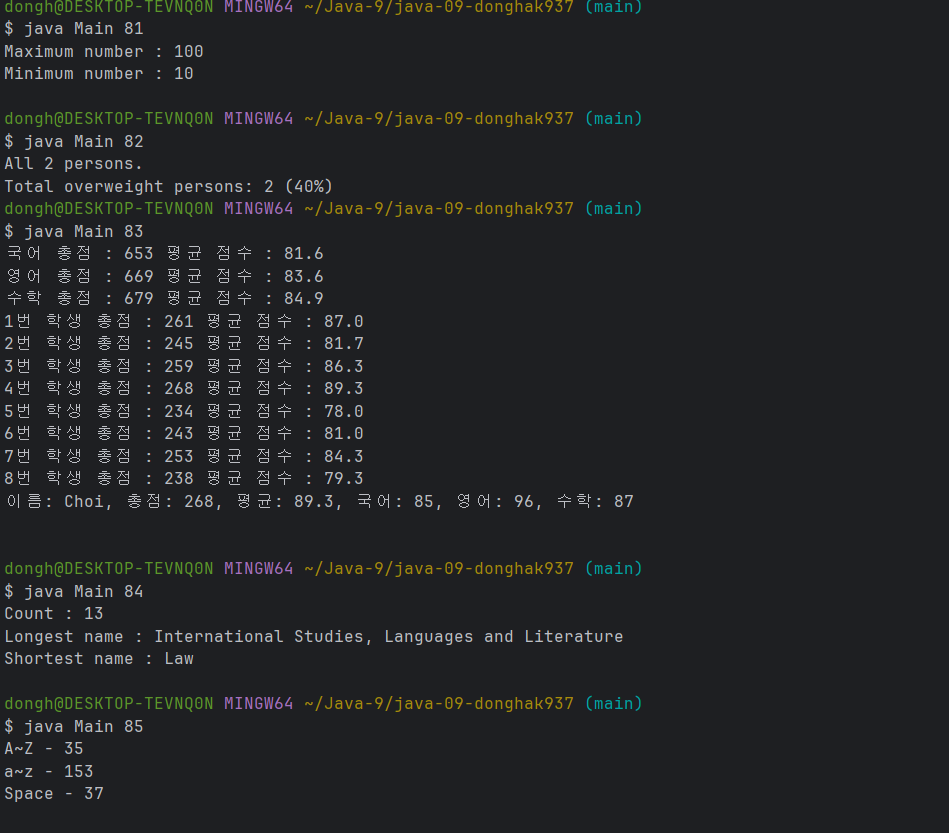 dongh@DESKTOP-TEVNQ0N MINGW64 ~/Java-9/java-09-donghak937 (main)
$ java Main 81
Maximum number : 100
Minimum number : 10
dongh@DESKTOP-TEVNQ0N MINGW64 ~/Java-9/java-09-donghak937 (main)
$ java Main 82
All 2 persons.
Total overweight persons: 2 (40%)
dongh@DESKTOP-TEVNQ0N MINGW64 ~/Java-9/java-09-donghak937 (main)
$ java Main 83
국어 총점 : 653 평균 점수 : 81.6
영어 총점 : 669 평균 점수 : 83.6
수학 총점 : 679 평균 점수 : 84.9
1번 학생 총점 : 261 평균 점수 : 87.0
2번 학생 총점 : 245 평균 점수 : 81.7
3번 학생 총점 : 259 평균 점수 : 86.3
4번 학생 총점 : 268 평균 점수 : 89.3
5번 학생 총점 : 234 평균 점수 : 78.0
6번 학생 총점 : 243 평균 점수 : 81.0
7번 학생 총점 : 253 평균 점수 : 84.3
8번 학생 총점 : 238 평균 점수 : 79.3
이름: Choi, 총점: 268, 평균: 89.3, 국어: 85, 영어: 96, 수학: 87
dongh@DESKTOP-TEVNQ0N MINGW64 ~/Java-9/java-09-donghak937 (main)
$ java Main 84
Count : 13
Longest name : International Studies, Languages and Literature
Shortest name : Law
dongh@DESKTOP-TEVNQ0N MINGW64 ~/Java-9/java-09-donghak937 (main)
$ java Main 85
A~Z - 35
a~z - 153
Space - 37